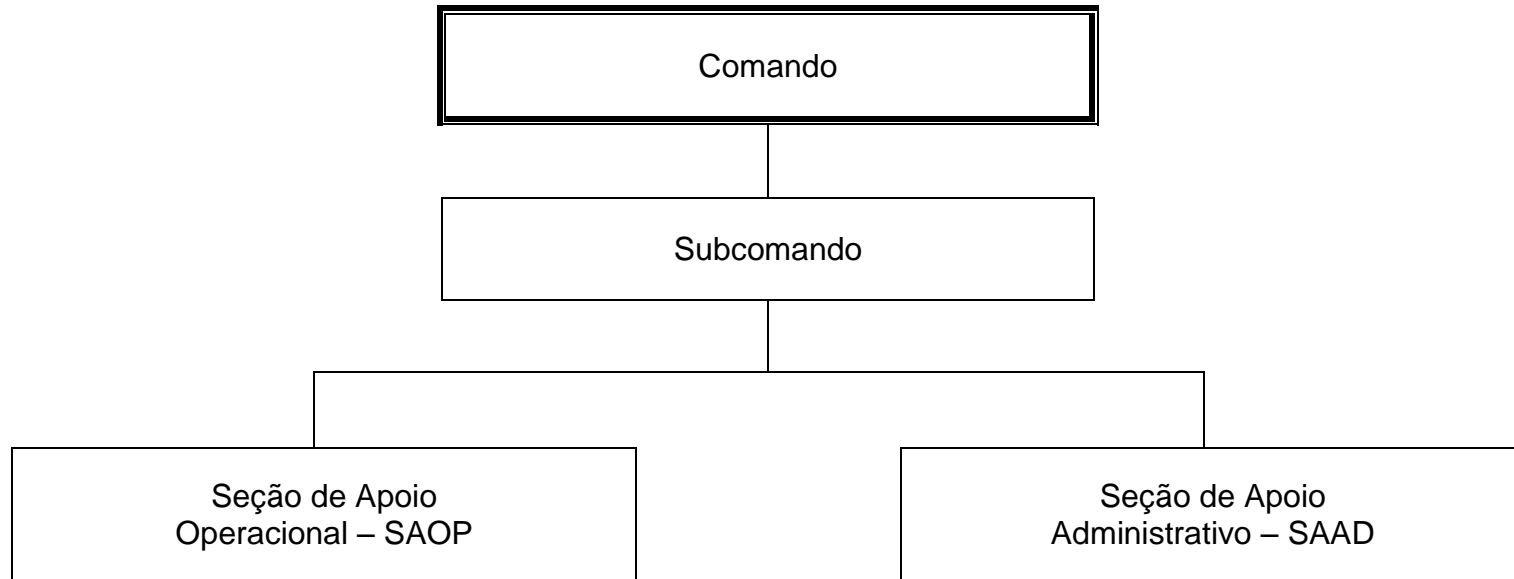 Comando
Subcomando
Seção de Apoio
Operacional – SAOP
Seção de Apoio
Administrativo – SAAD